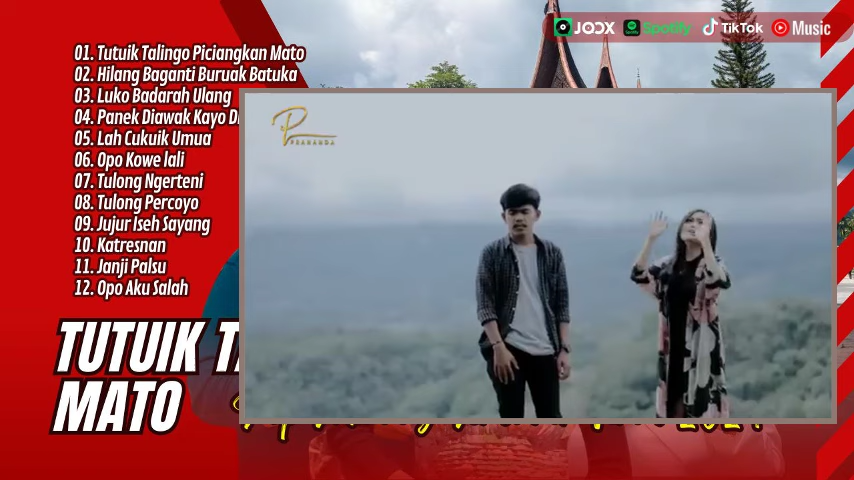 JOOX Spotify TikTok Music
01. Tutuik Talingo Piciangkan Mato
02. Hilang Baganti Buruak Batuka
03. Luko Badarah Ulang
04. Panek Diawak Kayo
05. Lah Cukuik Umua
06. Opo Kowe lali
07. Tulong Ngerteni
08. Tulong Percoyo
09. Jujur Iseh Sayang
10. Katresnan
11. Janji Palsu
12. Opo Aku Salah
TUTUIK
MATO